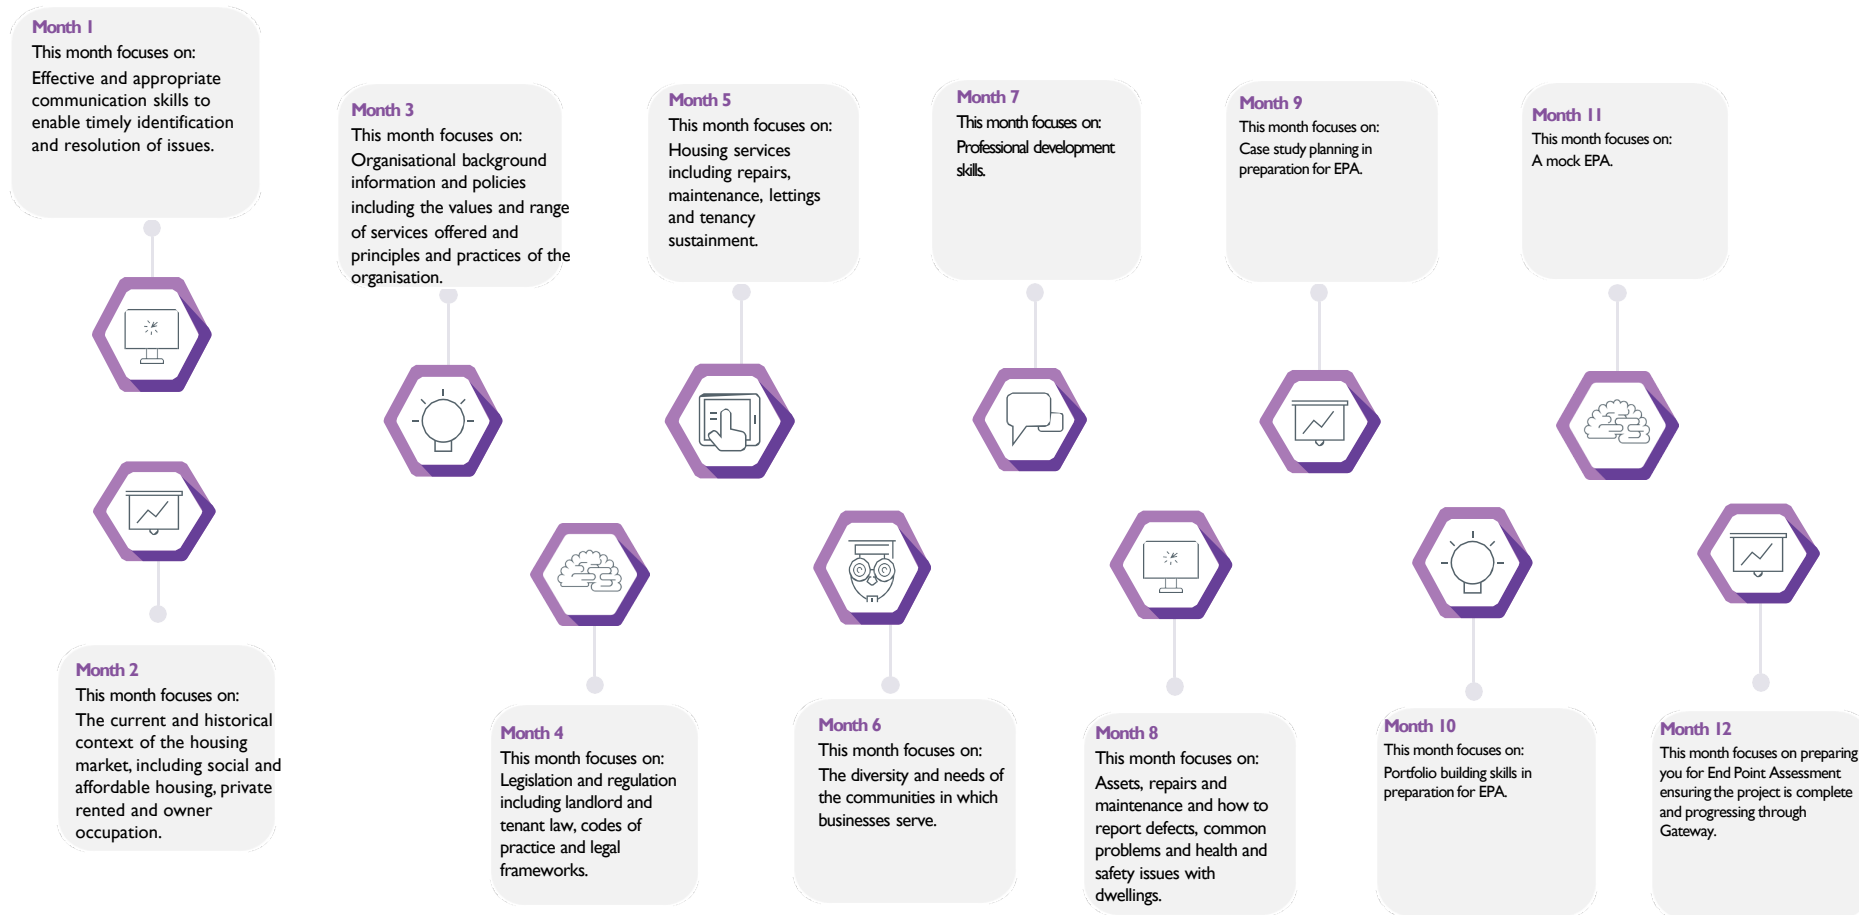 Month 1
This month focuses on:
Effective and appropriate
communication skills to
enable timely identification
and resolution of issues.
Month 2
This month focuses on:
The current and historical
context of the housing
market, including social and
affordable housing, private
rented and owner
occupation.
Month 3
This month focuses on:
Organisational background
information and policies
including the values and range
of services offered and
principles and practices of the
organisation.
Month 4
This month focuses on:
Legislation and regulation
including landlord and
tenant law, codes of
practice and legal
frameworks.
Month 5
This month focuses on:
Housing services
including repairs,
maintenance, lettings
and tenancy
sustainment.
Month 6
This month focuses on:
The diversity and needs of
the communities in which
businesses serve.
Month 7
This month focuses on:
Professional development
skills.
Month 8
This month focuses on:
Assets, repairs and
maintenance and how to
report defects, common
problems and health and
safety issues with
dwellings.
Month 9
This month focuses on:
Case study planning in
preparation for EPA.
Month 10
This month focuses on:
Portfolio building skills in
preparation for EPA.
Month 11
This month focuses on:
A mock EPA.
Month 12
This month focuses on preparing
you for End Point Assessment
ensuring the project is complete
and progressing through
Gateway.